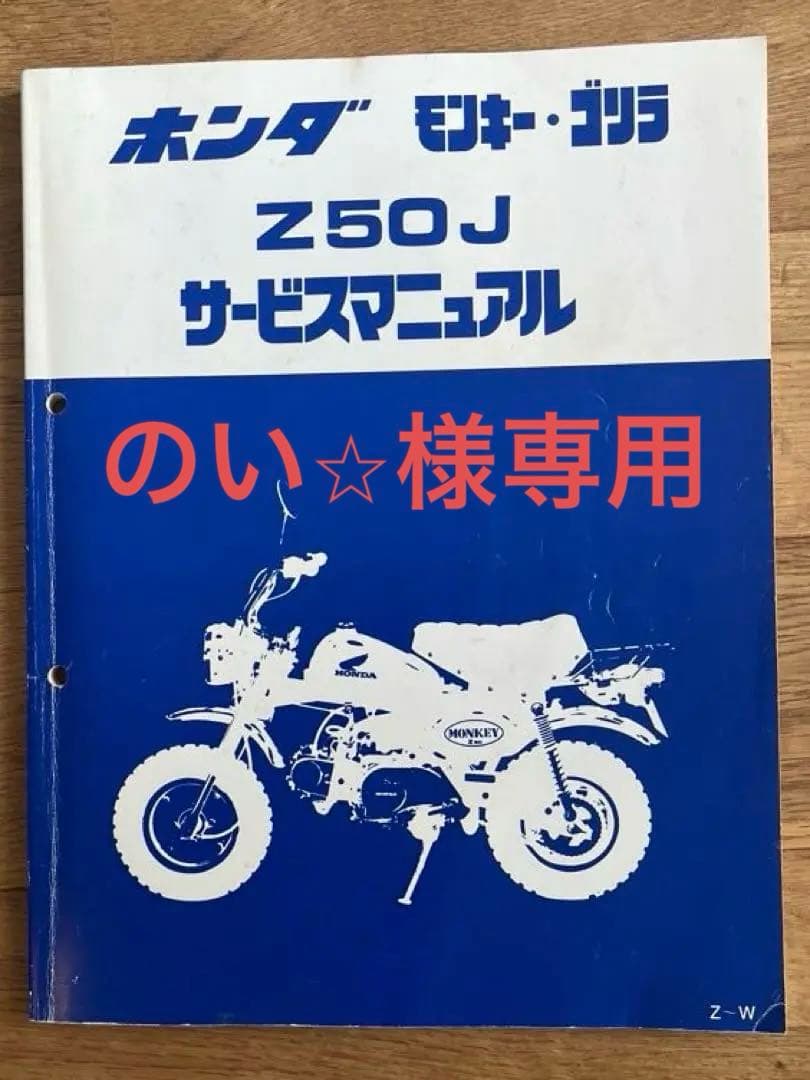 ホンダ モンキー・ゴリラ
Z50J
サービスマニュアル
のい☆様専用
HONDA
MONKEY
Z~W